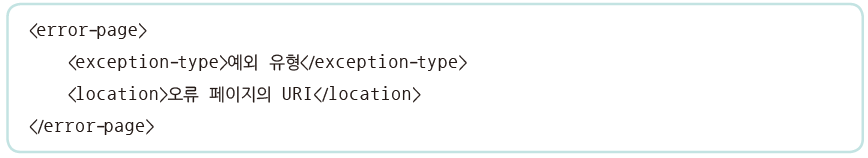 <error-page>
<exception-type>예외 유형</exception-type>
<location>오류 페이지의 URI</location>
</error-page>